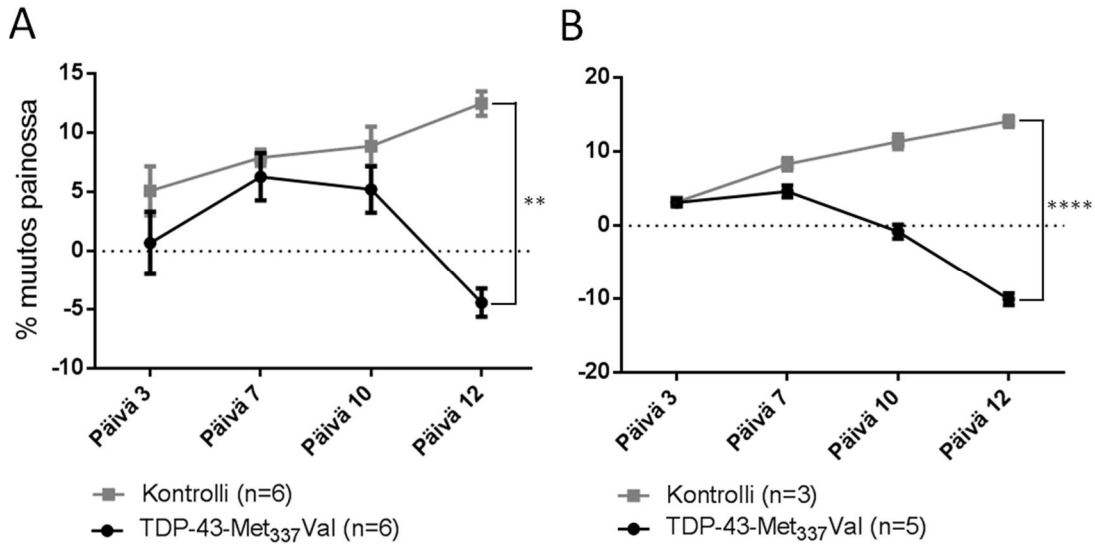 A
B
% muutos painossa
15
10
5
0
-5
-10
**
Päivä 3
Päivä 7
Päivä 10
Päivä 12
Kontrolli (n=6)
TDP-43-Met337Val (n=6)
20
10
0
-10
-20
****
Päivä 3
Päivä 7
Päivä 10
Päivä 12
Kontrolli (n=3)
TDP-43-Met337Val (n=5)